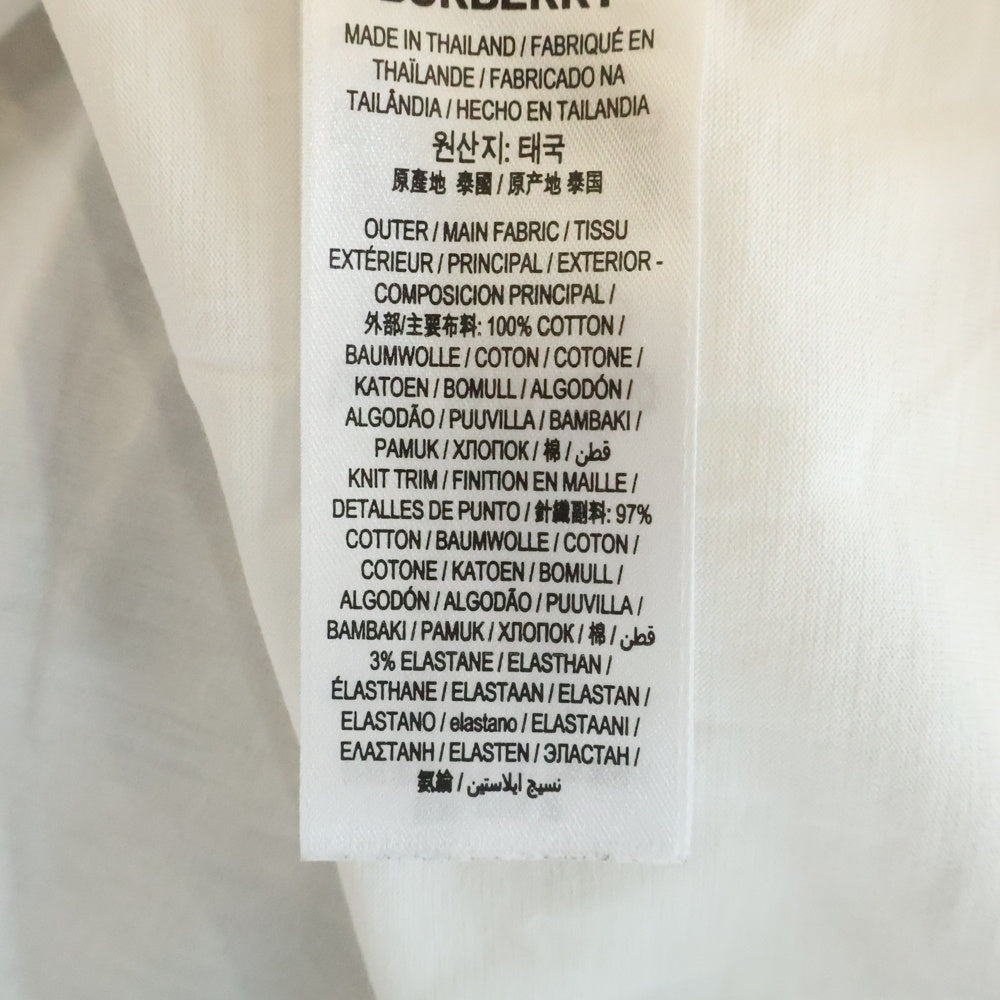 BURBERRY
MADE IN THAILAND / FABRIQUÉ EN
THAÏLANDE / FABRICADO NA
TAILÂNDIA / HECHO EN TAILANDIA
원산지: 태국
原產地 泰國 / 原产地 泰国
OUTER / MAIN FABRIC / TISSU
EXTÉRIEUR / PRINCIPAL / EXTERIOR -
COMPOSICION PRINCIPAL /
外部/主要布料: 100% COTTON /
BAUMWOLLE / COTON / COTONE /
KATOEN / BOMULL / ALGODÓN /
ALGODÃO / PUUVILLA / BAMBAKI /
PAMUK / ХЛОПОК / 棉 / قطن
KNIT TRIM / FINITION EN MAILLE /
DETALLES DE PUNTO / 針織副料: 97%
COTTON / BAUMWOLLE / COTON /
COTONE / KATOEN / BOMULL /
ALGODÓN / ALGODÃO / PUUVILLA /
BAMBAKI / PAMUK / ХЛОПОК / 棉 / قطن
3% ELASTANE / ELASTHAN /
ÉLASTHANE / ELASTAAN / ELASTAN /
ELASTANO / elastano / ELASTAANI /
ΕΛΑΣΤΑΝΗ / ELASTEN / ЭЛАСТАН /
氨綸 / نسيج ايلاستين